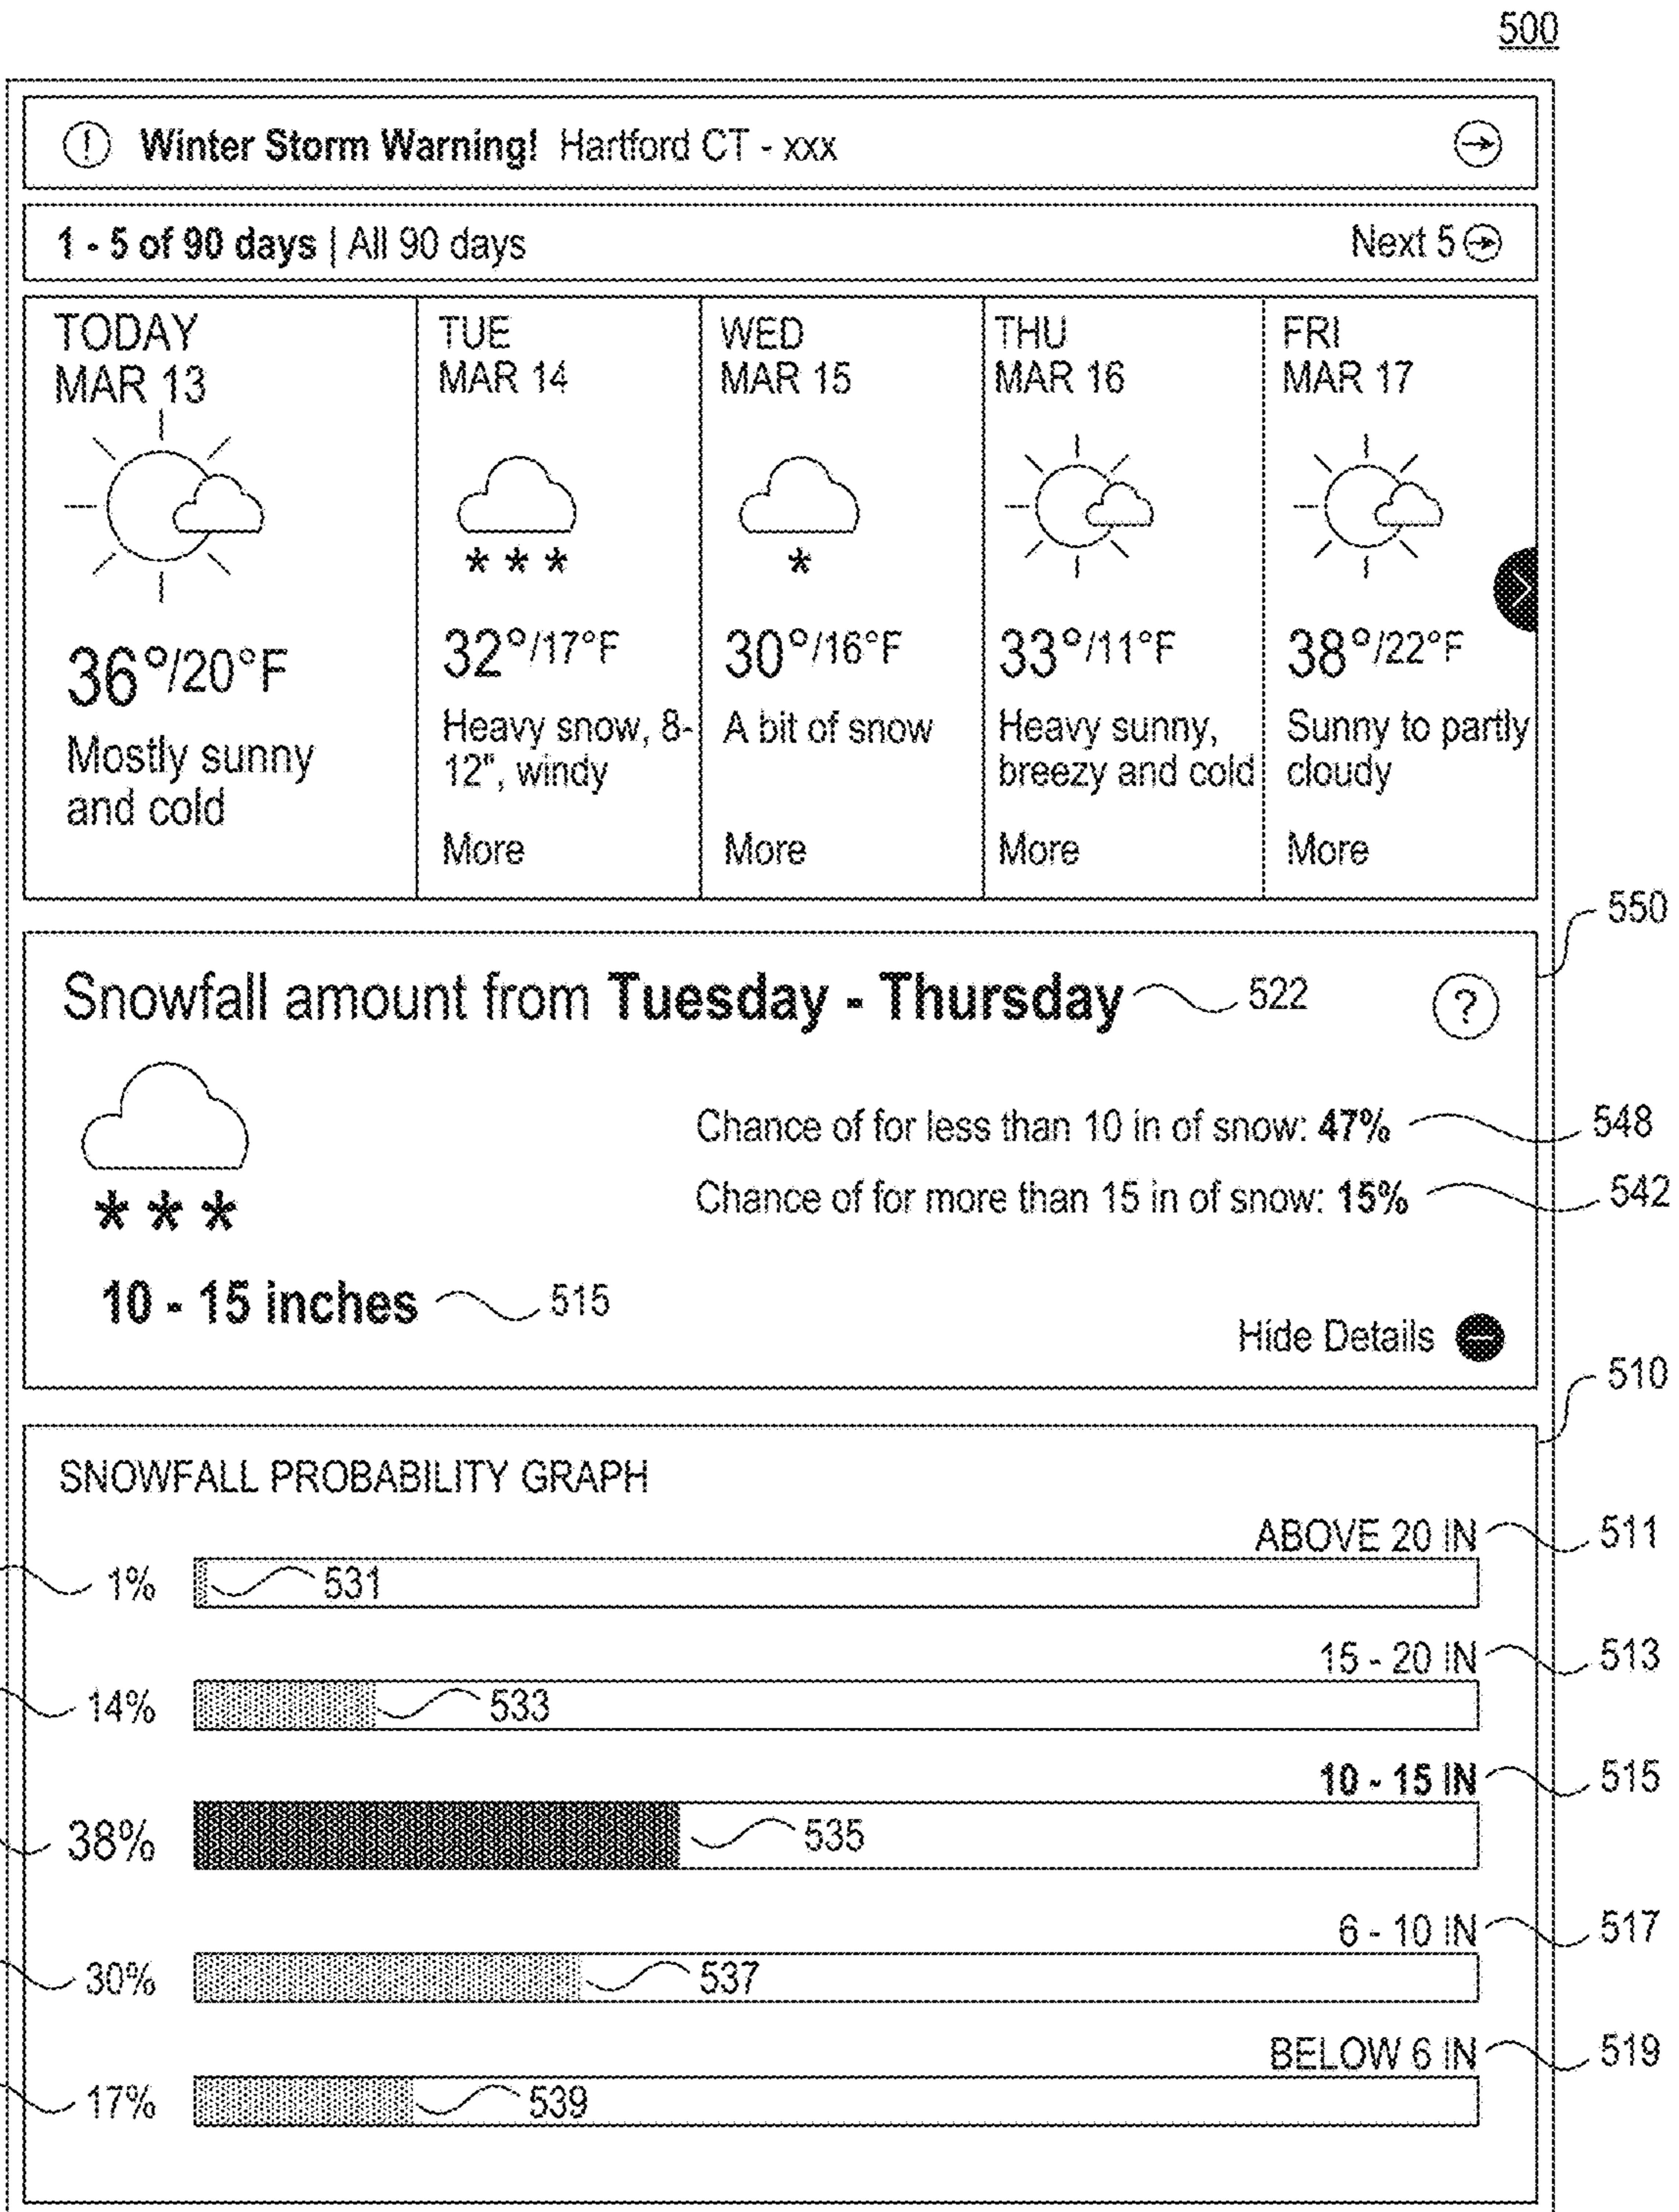 500
! Winter Storm Warning! Hartford CT - xxx
1 - 5 of 90 days | All 90 days Next 5
TODAY
MAR 13
36°/20°F
Mostly sunny
and cold
TUE
MAR 14
32°/17°F
Heavy snow, 8-
12", windy
More
WED
MAR 15
30°/16°F
A bit of snow
More
THU
MAR 16
33°/11°F
Heavy sunny,
breezy and cold
More
FRI
MAR 17
38°/22°F
Sunny to partly
cloudy
More
550
Snowfall amount from Tuesday - Thursday 522 ?
Chance of for less than 10 in of snow: 47% 548
Chance of for more than 15 in of snow: 15% 542
10 - 15 inches 515
Hide Details
510
SNOWFALL PROBABILITY GRAPH
ABOVE 20 IN 511
1% 531
15 - 20 IN 513
14% 533
10 - 15 IN 515
38% 535
6 - 10 IN 517
30% 537
BELOW 6 IN 519
17% 539